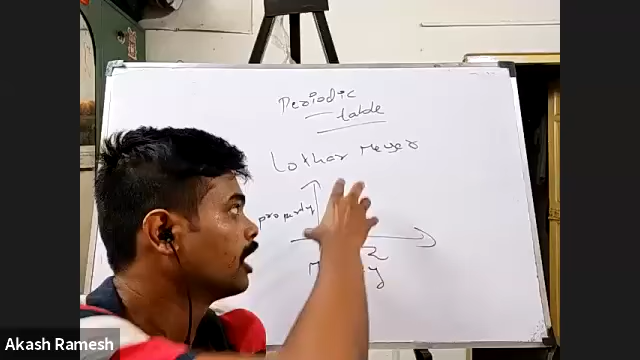 Periodic
table
Lothar Meyer
property
Akash Ramesh